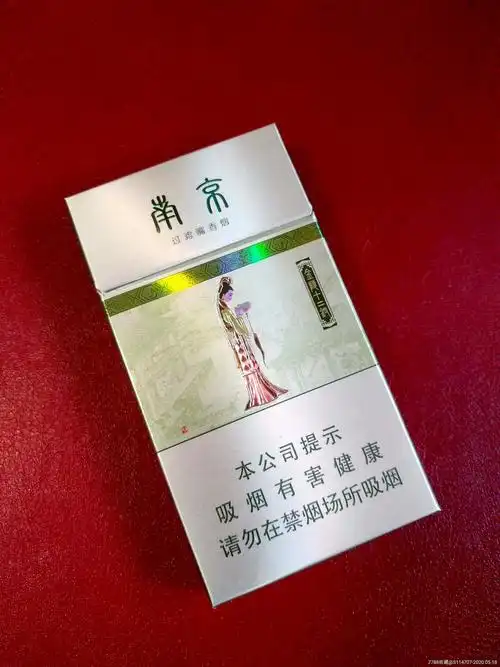 南京
过滤嘴香烟
金陵十二钗
本公司提示
吸烟有害健康
请勿在禁烟场所吸烟